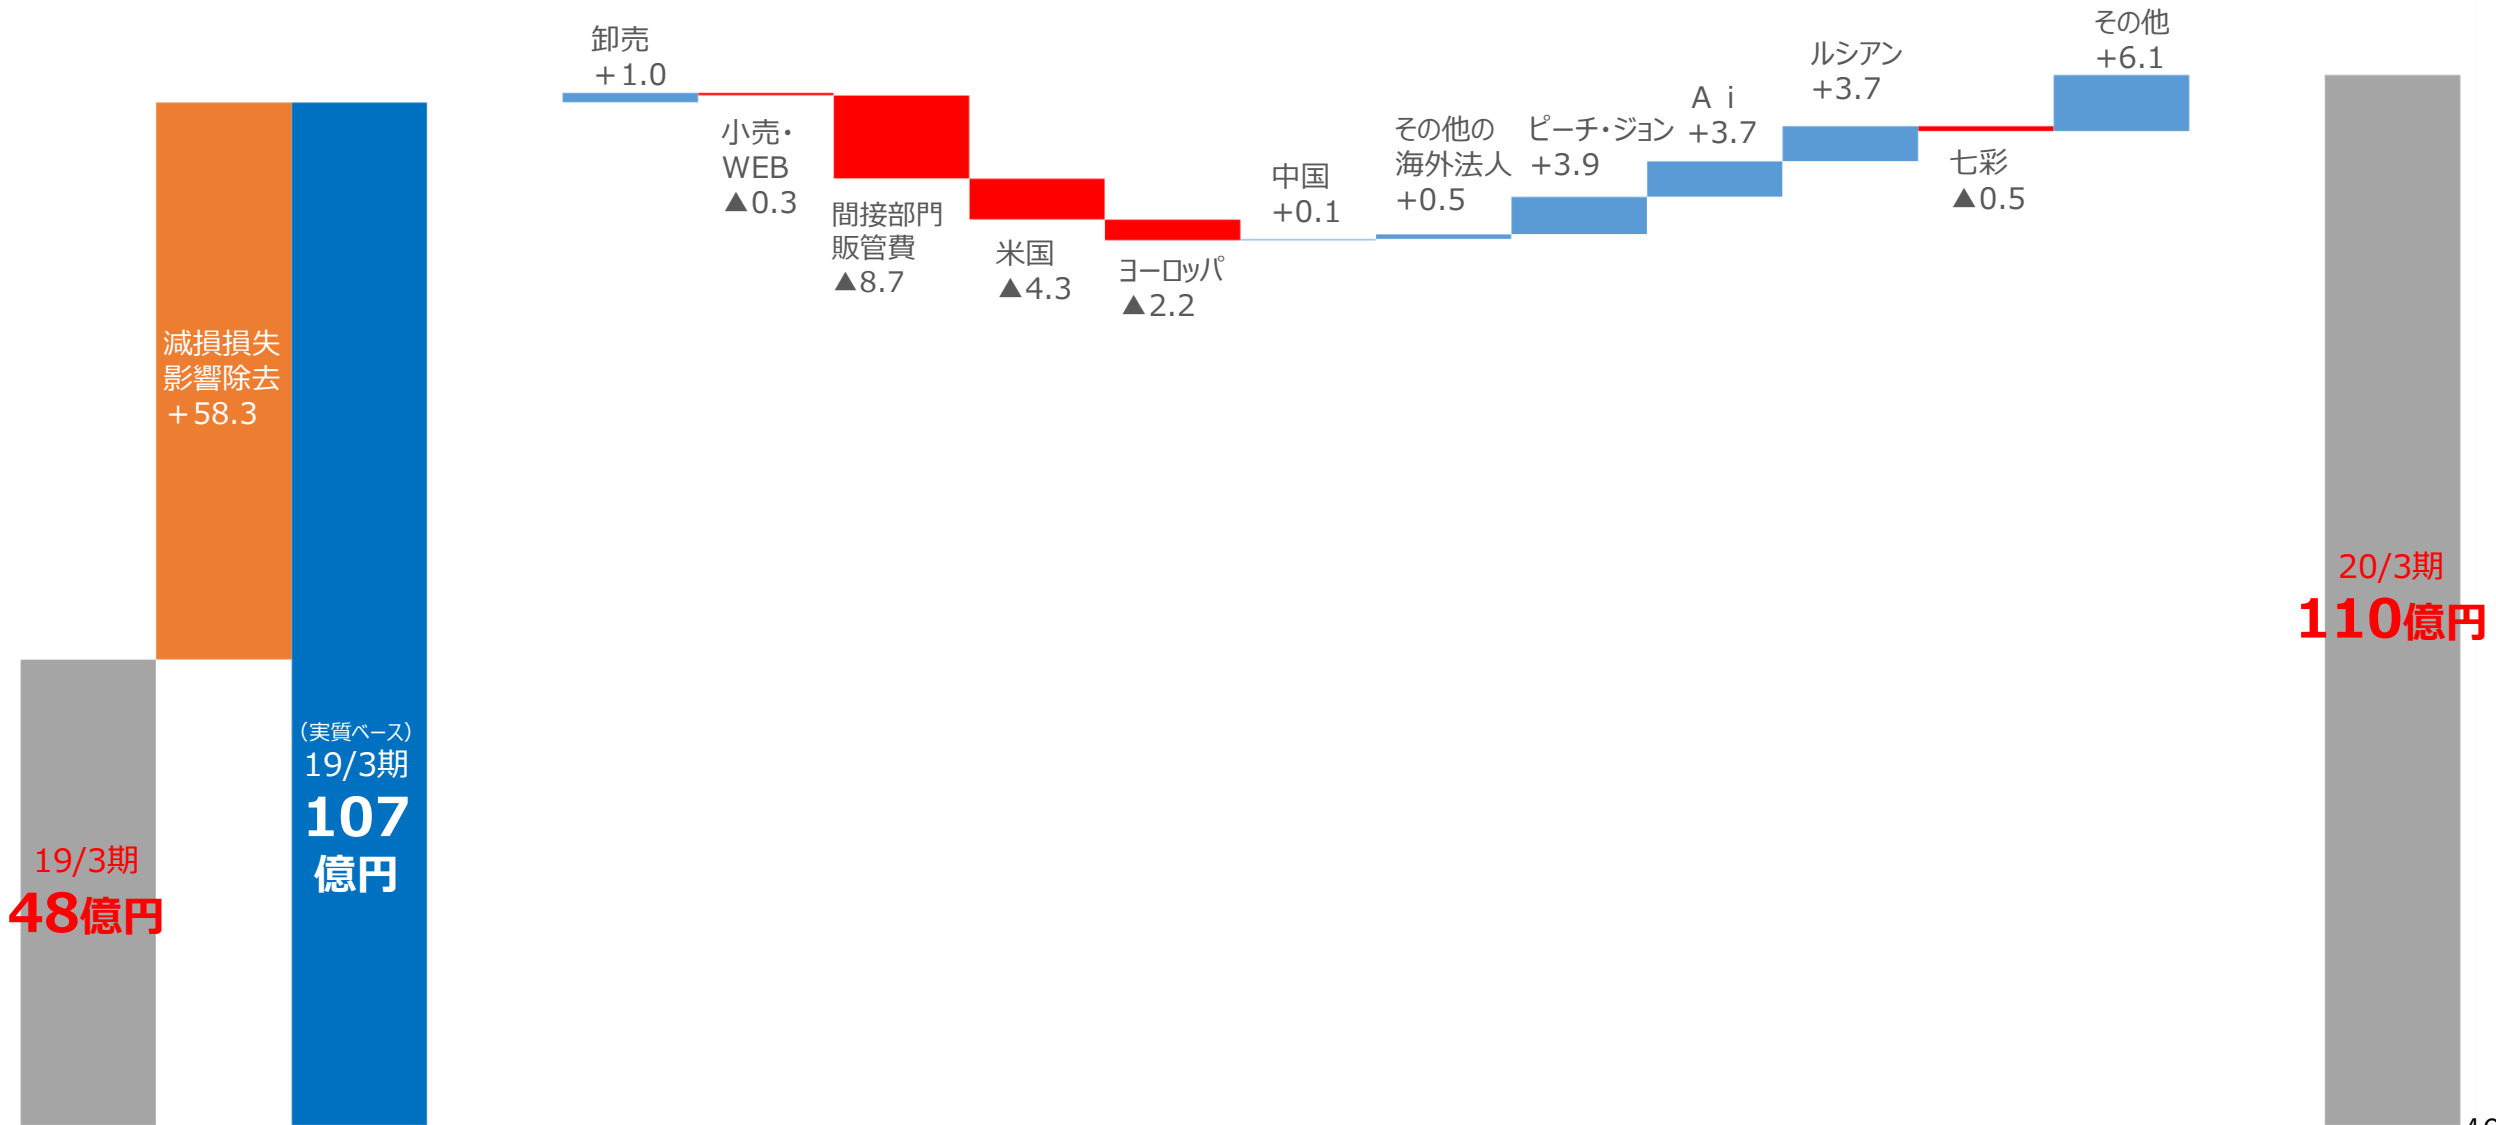 卸売
＋1.0
小売・
WEB
▲0.3
間接部門
販管費
▲8.7
米国
▲4.3
ヨーロッパ
▲2.2
中国
+0.1
その他の
海外法人
+0.5
ピーチ・ジョン
+3.9
Ａｉ
+3.7
ルシアン
+3.7
七彩
▲0.5
その他
+6.1
減損損失
影響除去
＋58.3
（実質ベース）
19/3期
107
億円
19/3期
48億円
20/3期
110億円